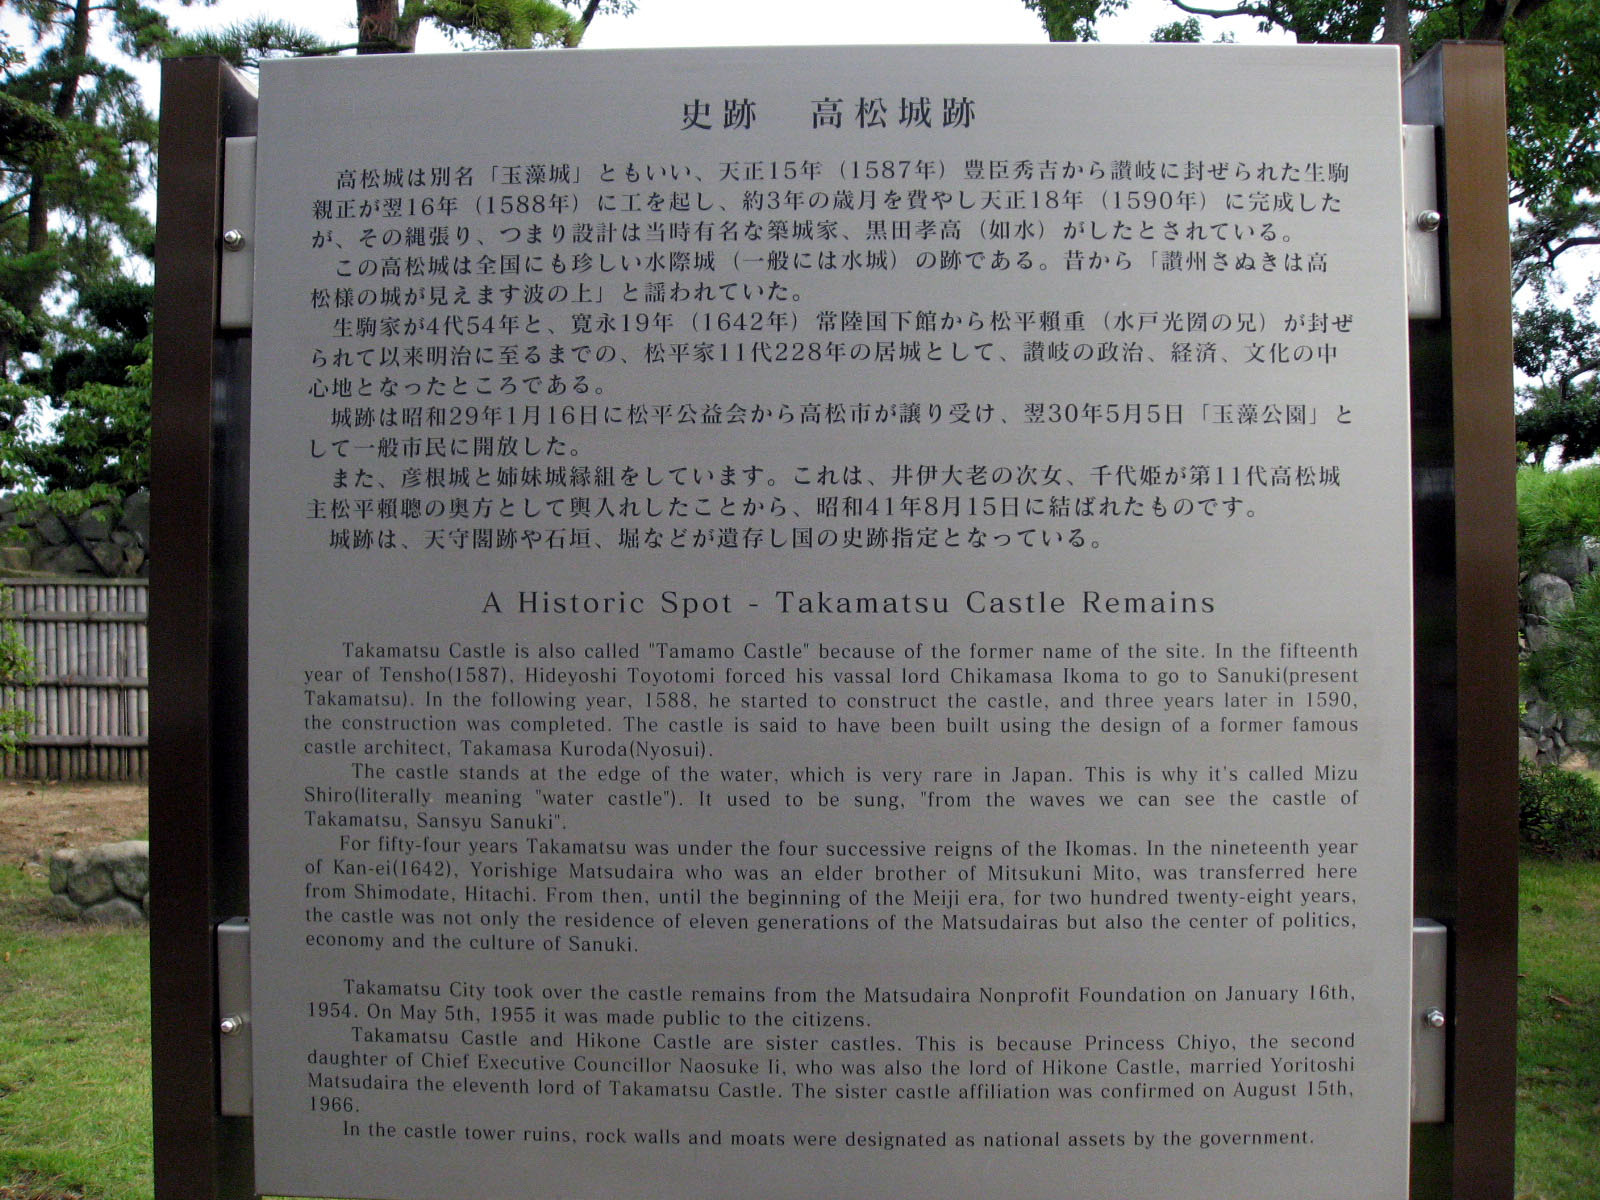 史跡　高松城跡
高松城は別名「玉藻城」ともいい、天正15年（1587年）豊臣秀吉から讃岐に封ぜられた生駒
親正が翌16年（1588年）に工を起し、約3年の歳月を費やし天正18年（1590年）に完成した
が、その縄張り、つまり設計は当時有名な築城家、黒田孝高（如水）がしたとされている。
この高松城は全国にも珍しい水際城（一般には水城）の跡である。昔から「讃州さぬきは高
松様の城が見えます波の上」と謡われていた。
生駒家が4代54年と、寛永19年（1642年）常陸国下館から松平頼重（水戸光圀の兄）が封ぜ
られて以来明治に至るまでの、松平家11代228年の居城として、讃岐の政治、経済、文化の中
心地となったところである。
城跡は昭和29年1月16日に松平公益会から高松市が譲り受け、翌30年5月5日「玉藻公園」と
して一般市民に開放した。
また、彦根城と姉妹城縁組をしています。これは、井伊大老の次女、千代姫が第11代高松城
主松平頼聰の奥方として輿入れしたことから、昭和41年8月15日に結ばれたものです。
城跡は、天守閣跡や石垣、堀などが遺存し国の史跡指定となっている。
A Historic Spot - Takamatsu Castle Remains
Takamatsu Castle is also called "Tamamo Castle" because of the former name of the site. In the fifteenth
year of Tensho(1587), Hideyoshi Toyotomi forced his vassal lord Chikamasa Ikoma to go to Sanuki(present
Takamatsu). In the following year, 1588, he started to construct the castle, and three years later in 1590,
the construction was completed. The castle is said to have been built using the design of a former famous
castle architect, Takamasa Kuroda(Nyosui).
The castle stands at the edge of the water, which is very rare in Japan. This is why it's called Mizu
Shiro(literally meaning "water castle"). It used to be sung, "from the waves we can see the castle of
Takamatsu, Sansyu Sanuki".
For fifty-four years Takamatsu was under the four successive reigns of the Ikomas. In the nineteenth year
of Kan-ei(1642), Yorishige Matsudaira who was an elder brother of Mitsukuni Mito, was transferred here
from Shimodate, Hitachi. From then, until the beginning of the Meiji era, for two hundred twenty-eight years,
the castle was not only the residence of eleven generations of the Matsudairas but also the center of politics,
economy and the culture of Sanuki.
Takamatsu City took over the castle remains from the Matsudaira Nonprofit Foundation on January 16th,
1954. On May 5th, 1955 it was made public to the citizens.
Takamatsu Castle and Hikone Castle are sister castles. This is because Princess Chiyo, the second
daughter of Chief Executive Councillor Naosuke Ii, who was also the lord of Hikone Castle, married Yoritoshi
Matsudaira the eleventh lord of Takamatsu Castle. The sister castle affiliation was confirmed on August 15th,
1966.
In the castle tower ruins, rock walls and moats were designated as national assets by the government.